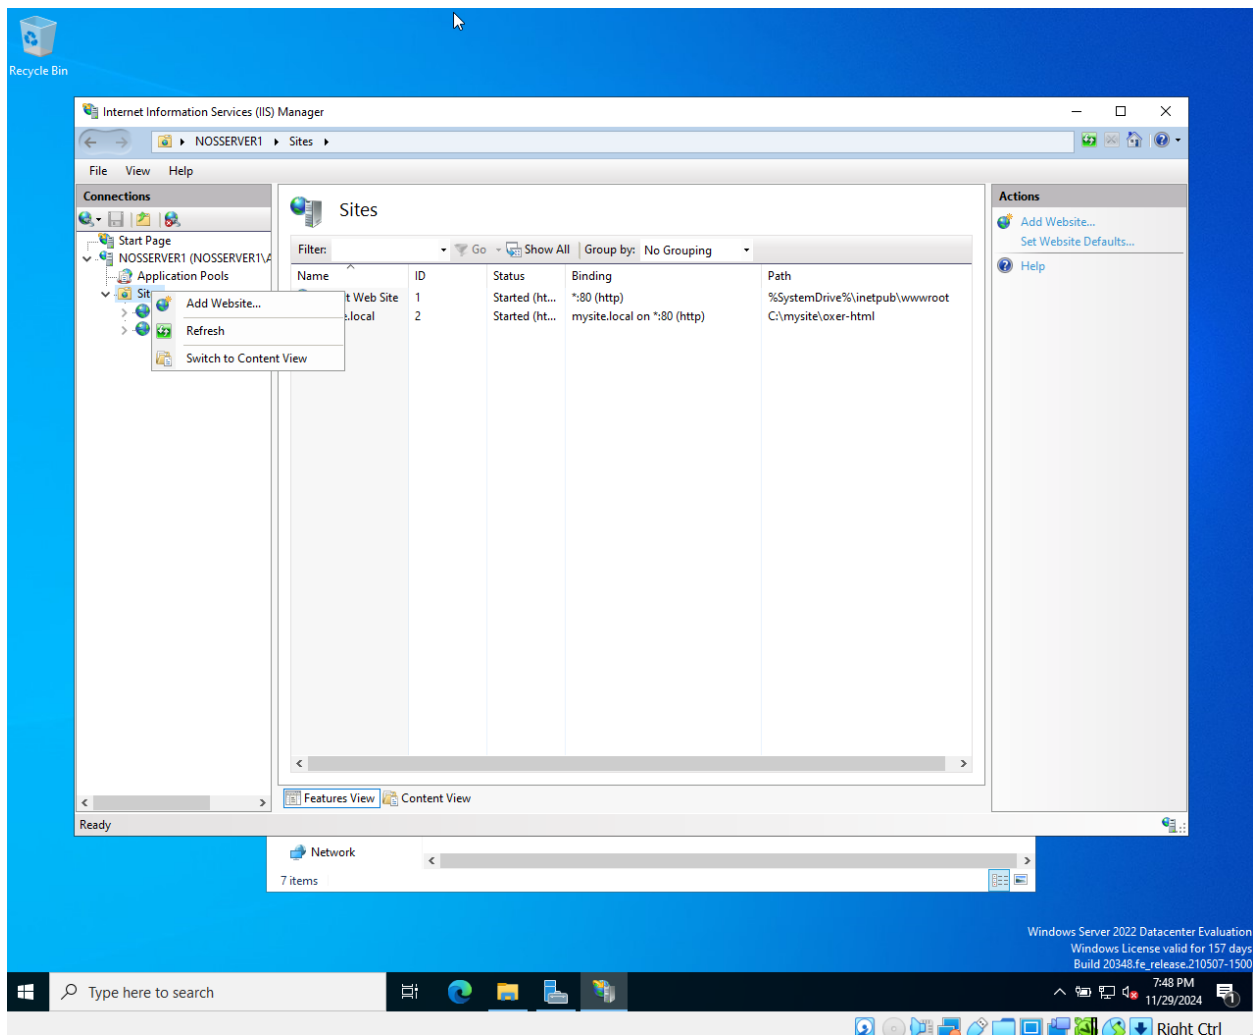 Recycle Bin
Internet Information Services (IIS) Manager
NOSSERVER1 Sites
File View Help
Connections
Start Page
NOSSERVER1 (NOSSERVER1\A
Application Pools
Sit
Add Website...
Refresh
Switch to Content View
Sites
Filter: Go Show All Group by: No Grouping
Name ID Status Binding Path
t Web Site 1 Started (ht... *:80 (http) %SystemDrive%\inetpub\wwwroot
e.local 2 Started (ht... mysite.local on *:80 (http) C:\mysite\oxer-html
Features View Content View
Actions
Add Website...
Set Website Defaults...
Help
Ready
Network
7 items
Windows Server 2022 Datacenter Evaluation
Windows License valid for 157 days
Build 20348.fe_release.210507-1500
Type here to search
7:48 PM
11/29/2024
1
Right Ctrl